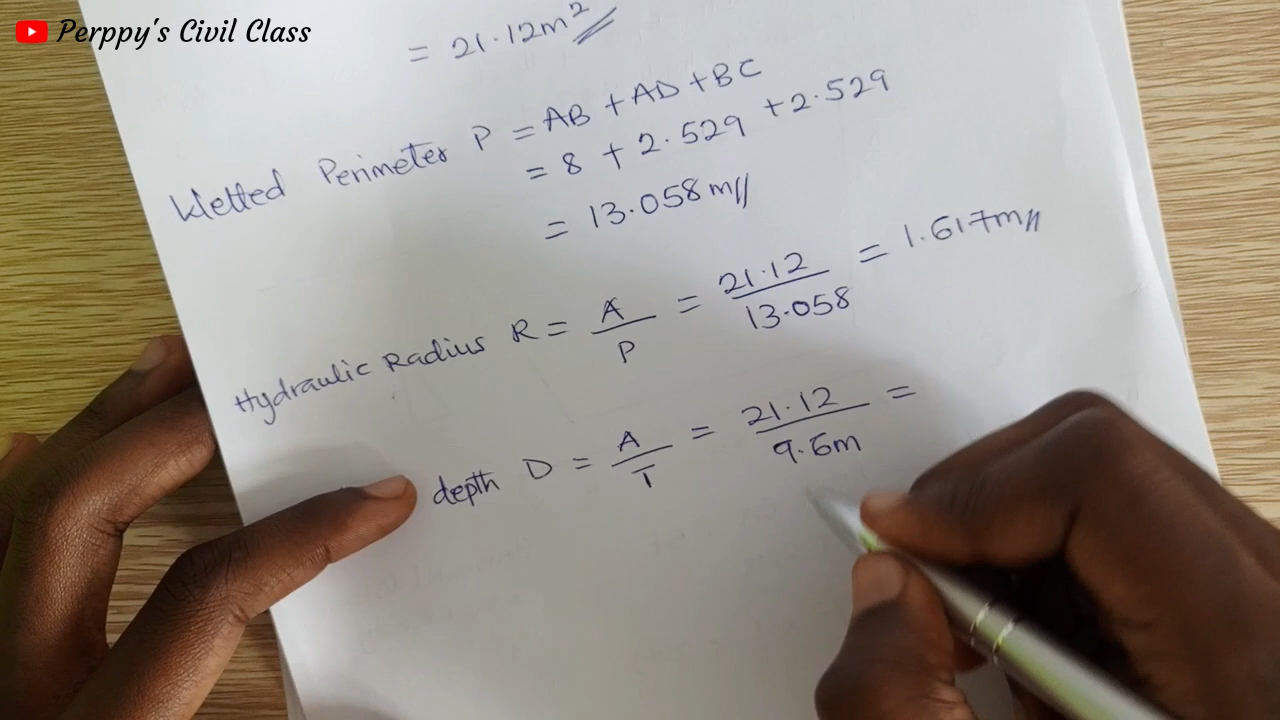 Perppy's Civil Class
= 21.12m²
Wetted Perimeter P = AB + AD + BC
= 8 + 2.529 + 2.529
= 13.058m
Hydraulic Radius R = A/P = 21.12/13.058 = 1.617m
depth D = A/T = 21.12/9.6m =